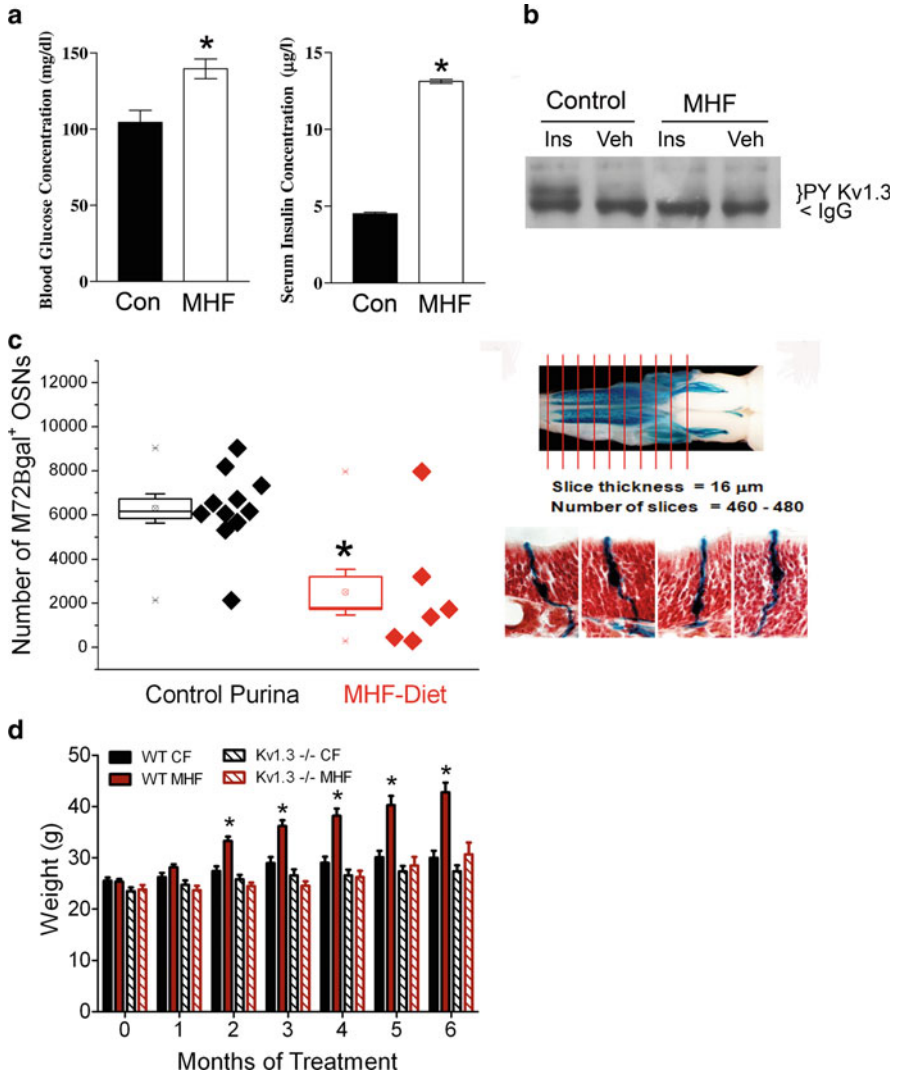 a
Blood Glucose Concentration (mg/dl)
150
100
50
0
*
Con
MHF
Serum Insulin Concentration (µg/l)
15
10
5
0
*
Con
MHF
b
Control
MHF
Ins
Veh
Ins
Veh
}PY Kv1.3
< IgG
c
Number of M72Bgal+ OSNs
12000
10000
8000
6000
4000
2000
0
*
Control Purina
MHF-Diet
Slice thickness = 16 µm
Number of slices = 460 - 480
d
Weight (g)
50
40
30
20
10
0
WT CF
WT MHF
Kv1.3 -/- CF
Kv1.3 -/- MHF
*
*
*
*
*
0
1
2
3
4
5
6
Months of Treatment